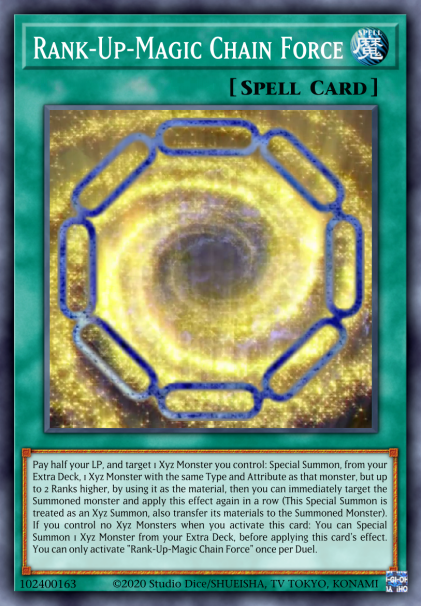 RANK-UP-MAGIC CHAIN FORCE
SPELL
魔
[SPELL CARD]
Pay half your LP, and target 1 Xyz Monster you control: Special Summon, from your
Extra Deck, 1 Xyz Monster with the same Type and Attribute as that monster, but up
to 2 Ranks higher, by using it as the material, then you can immediately target the
Summoned monster and apply this effect again in a row (This Special Summon is
treated as an Xyz Summon, also transfer its materials to the Summoned Monster).
If you control no Xyz Monsters when you activate this card: You can Special
Summon 1 Xyz Monster from your Extra Deck, before applying this card's effect.
You can only activate "Rank-Up-Magic Chain Force" once per Duel.
102400163 ©2020 Studio Dice/SHUEISHA, TV TOKYO, KONAMI